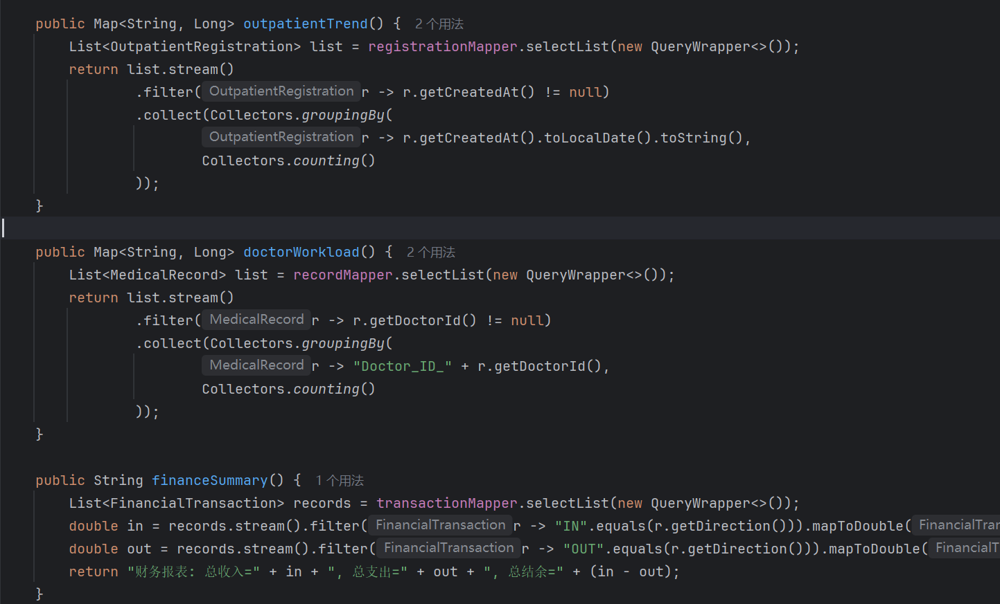 public Map<String, Long> outpatientTrend() { 2 个用法
List<OutpatientRegistration> list = registrationMapper.selectList(new QueryWrapper<>());
return list.stream()
.filter( OutpatientRegistration r -> r.getCreatedAt() != null)
.collect(Collectors.groupingBy(
OutpatientRegistration r -> r.getCreatedAt().toLocalDate().toString(),
Collectors.counting()
));
}
public Map<String, Long> doctorWorkload() { 2 个用法
List<MedicalRecord> list = recordMapper.selectList(new QueryWrapper<>());
return list.stream()
.filter( MedicalRecord r -> r.getDoctorId() != null)
.collect(Collectors.groupingBy(
MedicalRecord r -> "Doctor_ID_" + r.getDoctorId(),
Collectors.counting()
));
}
public String financeSummary() { 1 个用法
List<FinancialTransaction> records = transactionMapper.selectList(new QueryWrapper<>());
double in = records.stream().filter( FinancialTransaction r -> "IN".equals(r.getDirection())).mapToDouble( FinancialTran
double out = records.stream().filter( FinancialTransaction r -> "OUT".equals(r.getDirection())).mapToDouble( FinancialT
return "财务报表: 总收入=" + in + ", 总支出=" + out + ", 总结余=" + (in - out);
}